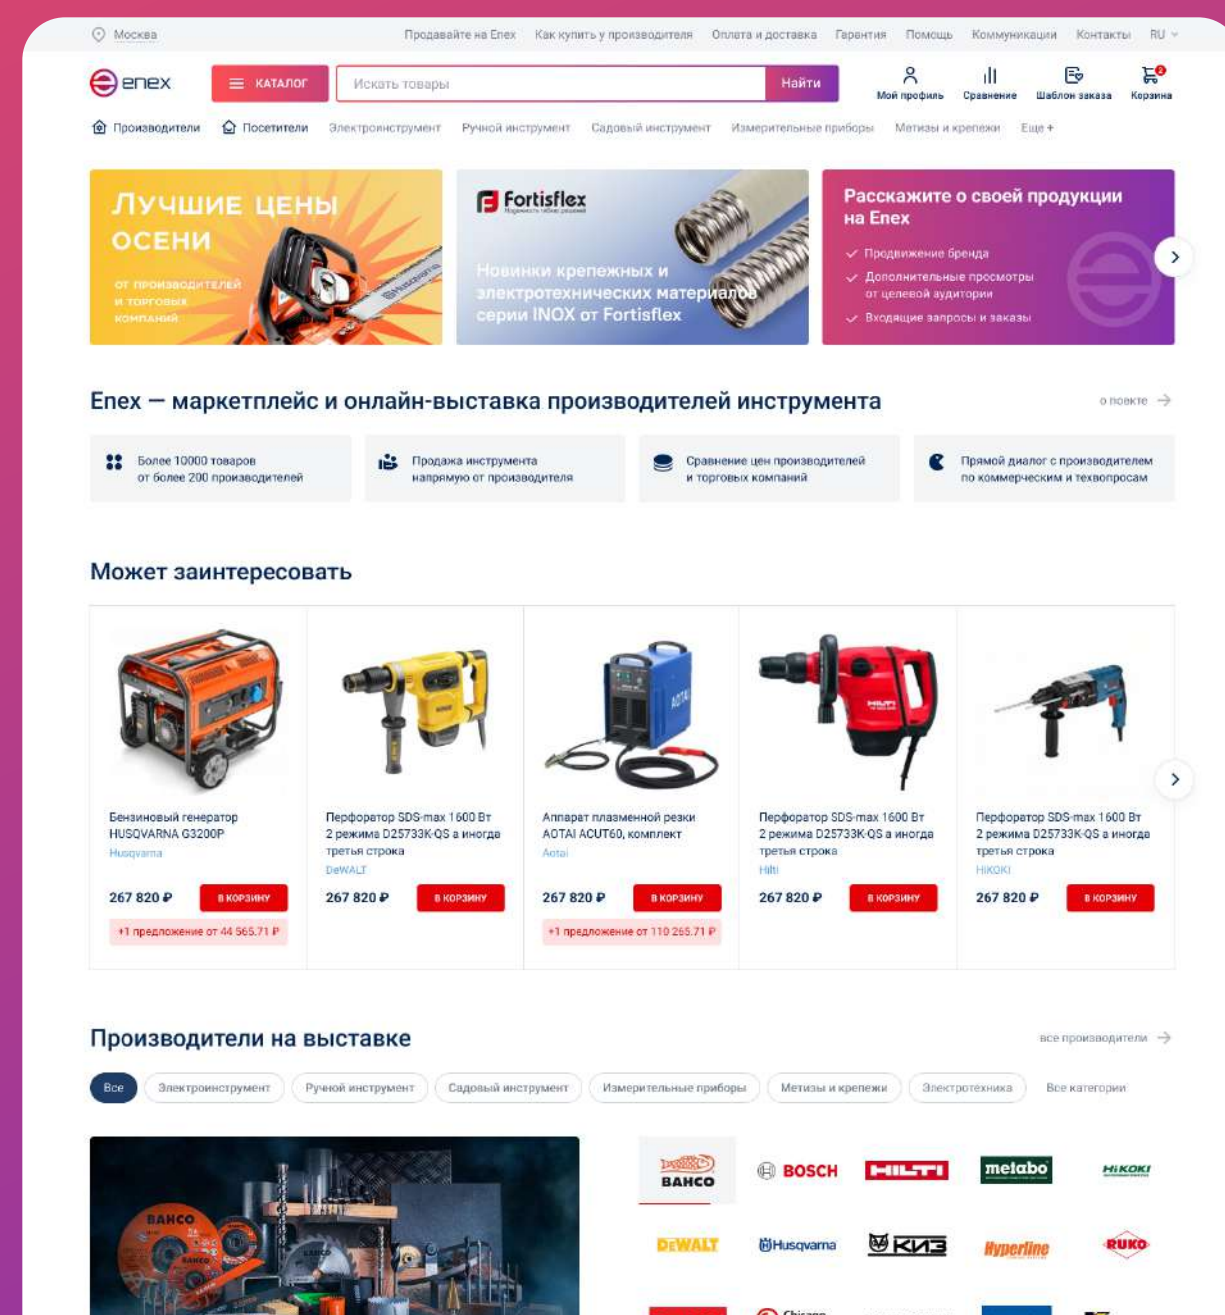 Москва
Продавайте на Enex Как купить у производителя Оплата и доставка Гарантия Помощь Коммуникации Контакты RU
enex
КАТАЛОГ
Искать товары
Найти
Мой профиль
Сравнение
Шаблон заказа
2
Корзина
Производители Посетители Электроинструмент Ручной инструмент Садовый инструмент Измерительные приборы Метизы и крепежи Еще +
ЛУЧШИЕ ЦЕНЫ
ОСЕНИ
ОТ ПРОИЗВОДИТЕЛЕЙ
И ТОРГОВЫХ
КОМПАНИЙ
Husqvarna
Fortisflex
Новинки крепежных и
электротехнических материалов
серии INOX от Fortisflex
Расскажите о своей продукции
на Enex
Продвижение бренда
Дополнительные просмотры
от целевой аудитории
Входящие запросы и заказы
Enex — маркетплейс и онлайн-выставка производителей инструмента
о поекте
Более 10000 товаров
от более 200 производителей
Продажа инструмента
напрямую от производителя
Сравнение цен производителей
и торговых компаний
Прямой диалог с производителем
по коммерческим и техвопросам
Может заинтересовать
AOTAI
HILTI
Бензиновый генератор
HUSQVARNA G3200P
Husqvarna
267 820 ₽
В КОРЗИНУ
+1 предложение от 44 565.71 ₽
Перфоратор SDS-max 1600 Вт
2 режима D25733K-QS а иногда
третья строка
DeWALT
267 820 ₽
В КОРЗИНУ
Аппарат плазменной резки
AOTAI ACUT60, комплект
Aotai
267 820 ₽
В КОРЗИНУ
+1 предложение от 110 265.71 ₽
Перфоратор SDS-max 1600 Вт
2 режима D25733K-QS а иногда
третья строка
Hilti
267 820 ₽
В КОРЗИНУ
Перфоратор SDS-max 1600 Вт
2 режима D25733K-QS а иногда
третья строка
HiKOKI
267 820 ₽
В КОРЗИНУ
Производители на выставке
все производители
Все Электроинструмент Ручной инструмент Садовый инструмент Измерительные приборы Метизы и крепежи Электротехника Все категории
BAHCO
BAHCO
BOSCH
HILTI
metabo
HiKOKI
DEWALT
Husqvarna
КИЗ
Hyperline
RUKO